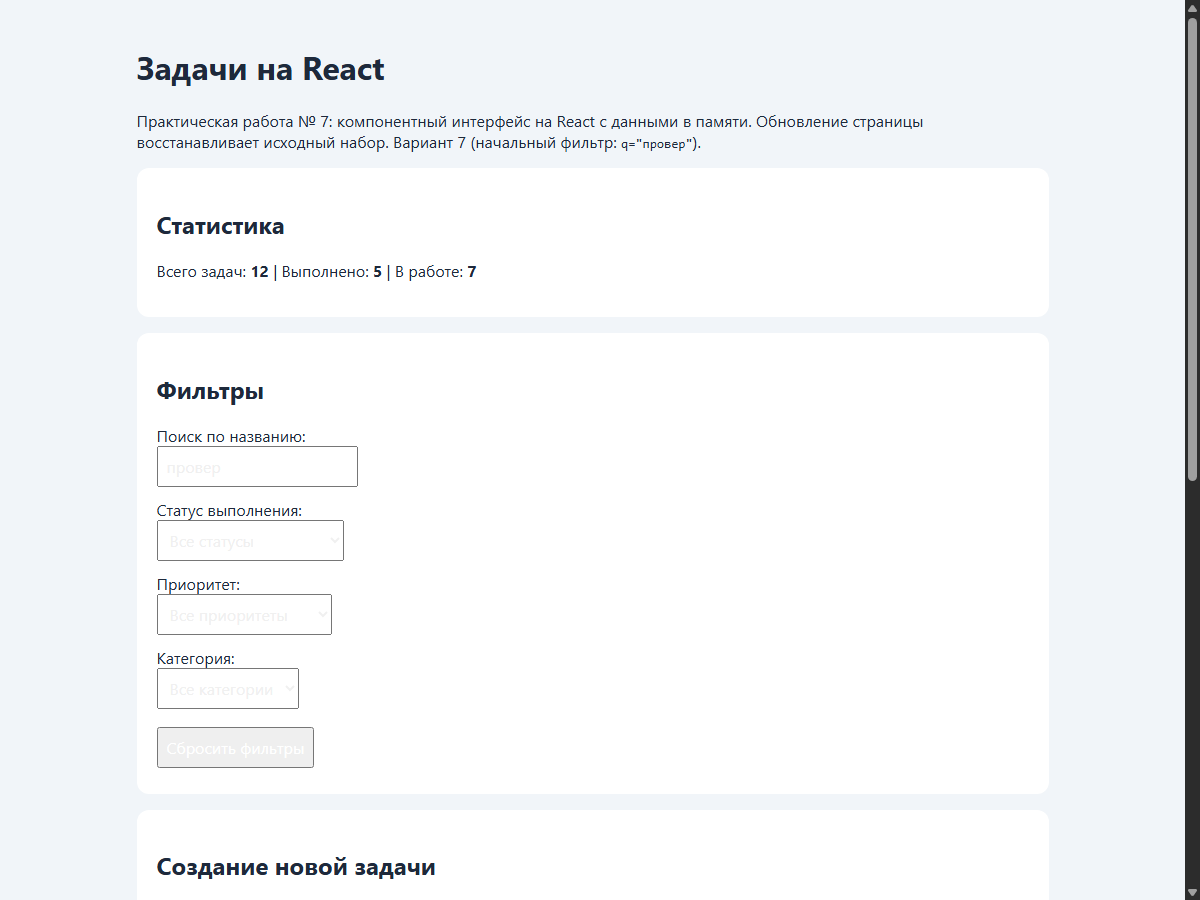 Задачи на React
Практическая работа № 7: компонентный интерфейс на React с данными в памяти. Обновление страницы
восстанавливает исходный набор. Вариант 7 (начальный фильтр: q="провер").
Статистика
Всего задач: 12 | Выполнено: 5 | В работе: 7
Фильтры
Поиск по названию:
провер
Статус выполнения:
Все статусы
Приоритет:
Все приоритеты
Категория:
Все категории
Сбросить фильтры
Создание новой задачи